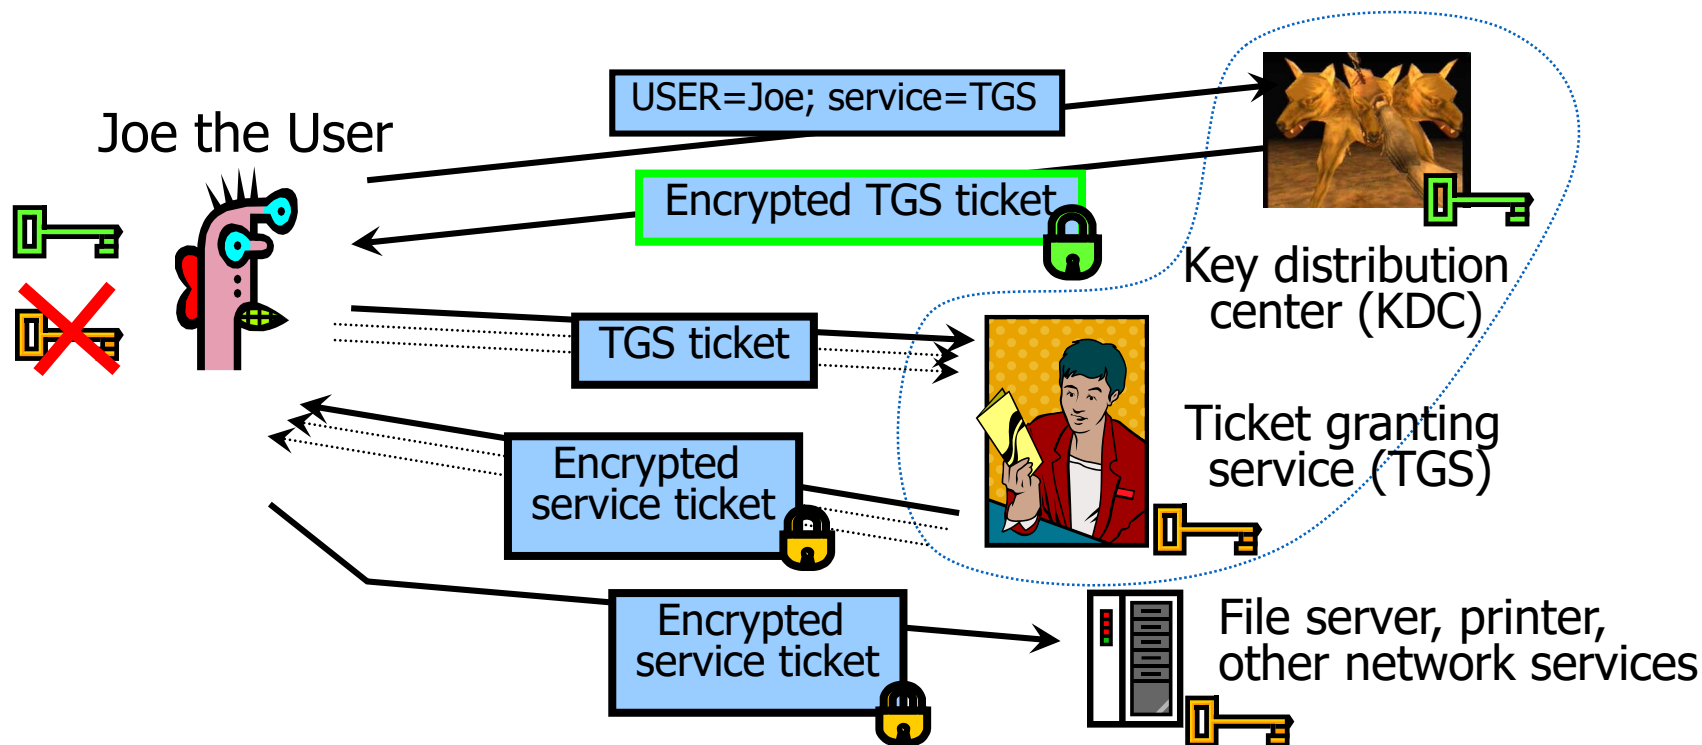 USER=Joe; service=TGS
Joe the User
Encrypted TGS ticket
Key distribution
center (KDC)
TGS ticket
Ticket granting
service (TGS)
Encrypted
service ticket
Encrypted
service ticket
File server, printer,
other network services